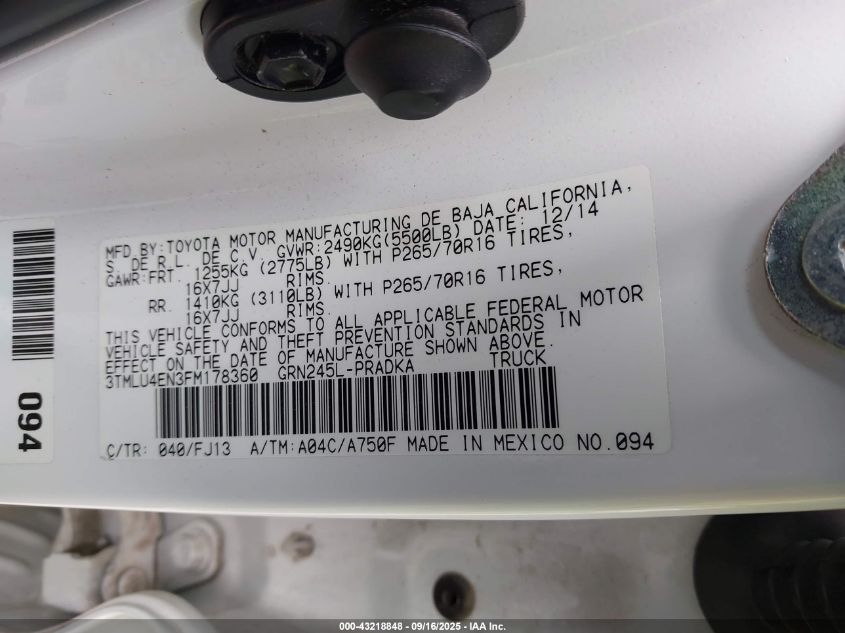 MFD.BY:TOYOTA MOTOR MANUFACTURING DE BAJA CALIFORNIA,
S. DE R.L. DE C.V. GVWR:2490KG(5500LB) DATE: 12/14
GAWR:FRT. 1255KG (2775LB) WITH P265/70R16 TIRES,
16X7JJ RIMS.
RR. 1410KG (3110LB) WITH P265/70R16 TIRES,
16X7JJ RIMS.
THIS VEHICLE CONFORMS TO ALL APPLICABLE FEDERAL MOTOR
VEHICLE SAFETY AND THEFT PREVENTION STANDARDS IN
EFFECT ON THE DATE OF MANUFACTURE SHOWN ABOVE.
3TMLU4EN3FM178360 GRN245L-PRADKA TRUCK
C/TR: 040/FJ13 A/TM:A04C/A750F MADE IN MEXICO NO.094
094
000-43218848 - 09/16/2025 - IAA Inc.